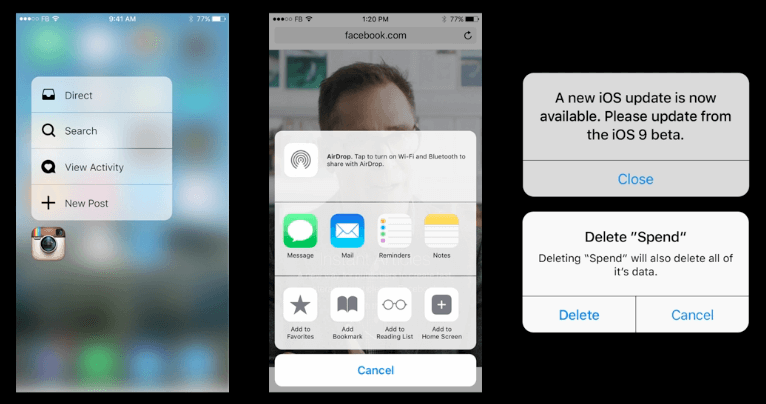 FB 9:41 AM 77%
Direct
Search
View Activity
New Post
FB 1:20 PM 77%
facebook.com
AirDrop. Tap to turn on Wi-Fi and Bluetooth to
share with AirDrop.
Message Mail Reminders Notes
Add to Add Add to Add to
Favorites Bookmark Reading List Home Screen
Cancel
A new iOS update is now
available. Please update from
the iOS 9 beta.
Close
Delete "Spend"
Deleting "Spend" will also delete all of
it's data.
Delete Cancel